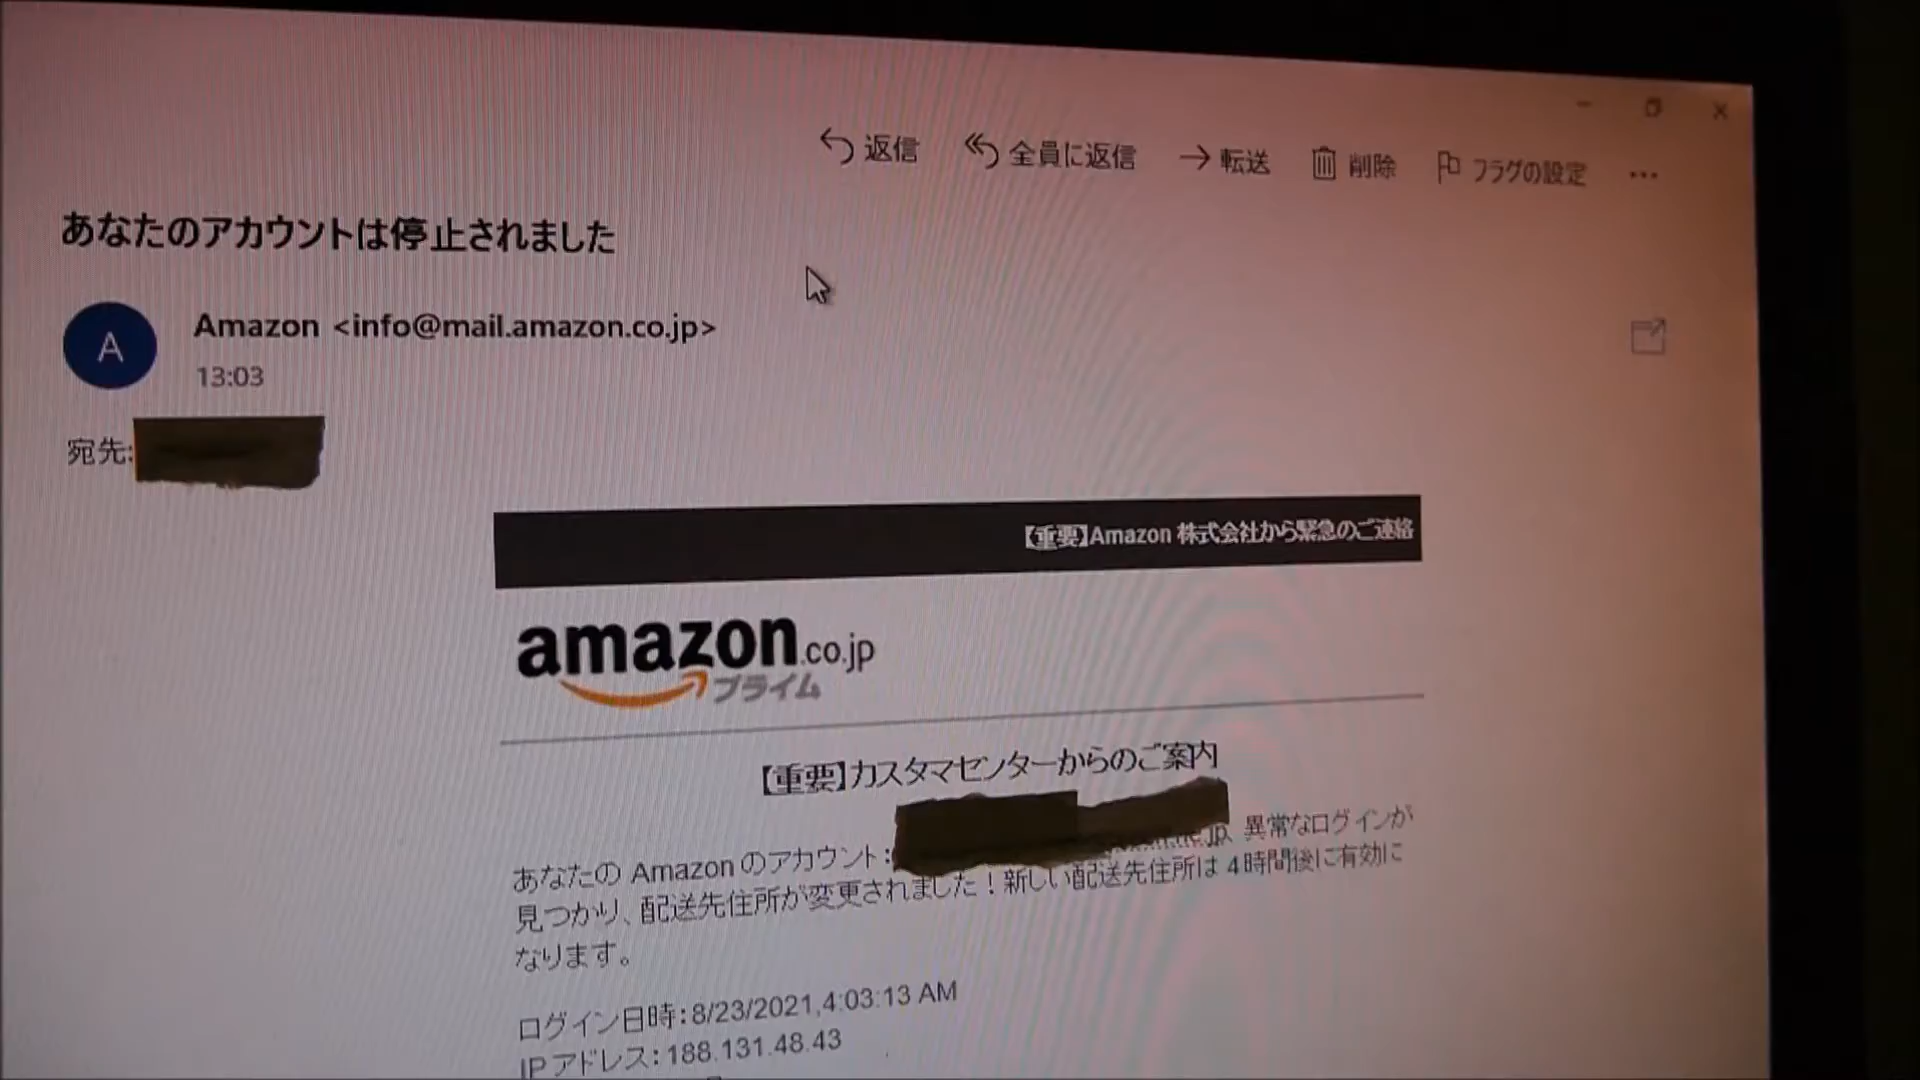 返信 全員に返信 転送 削除 フラグの設定 ...
あなたのアカウントは停止されました
A
Amazon <info@mail.amazon.co.jp>
13:03
宛先:
【重要】Amazon 株式会社から緊急のご連絡
amazon.co.jp
プライム
【重要】カスタマセンターからのご案内
あなたの Amazon のアカウント: .jp、異常なログインが
見つかり、配送先住所が変更されました！新しい配送先住所は 4 時間後に有効に
なります。
ログイン日時：8/23/2021,4:03:13 AM
IP アドレス：188.131.48.43